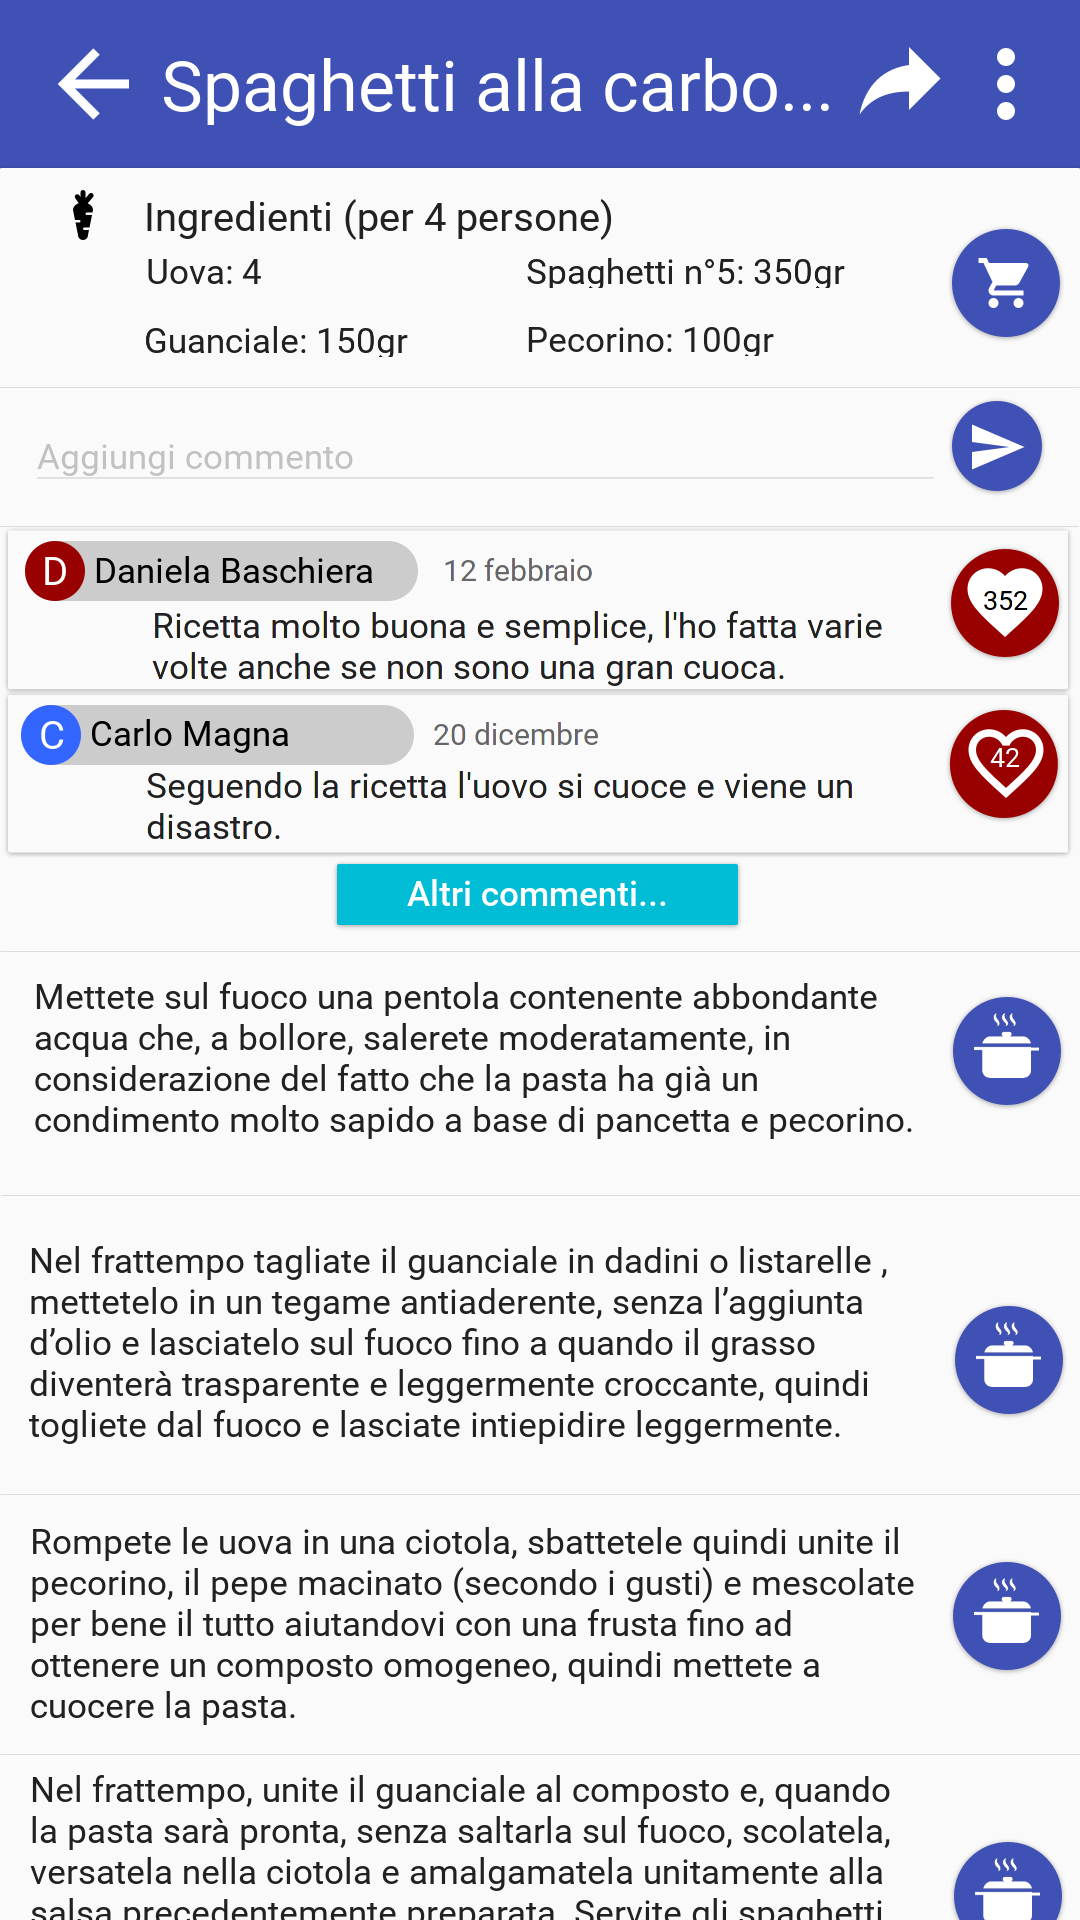 Spaghetti alla carbo...
Ingredienti (per 4 persone)
Uova: 4
Spaghetti n°5: 350gr
Guanciale: 150gr
Pecorino: 100gr
Aggiungi commento
D Daniela Baschiera 12 febbraio
352
Ricetta molto buona e semplice, l'ho fatta varie
volte anche se non sono una gran cuoca.
C Carlo Magna 20 dicembre
42
Seguendo la ricetta l'uovo si cuoce e viene un
disastro.
Altri commenti...
Mettete sul fuoco una pentola contenente abbondante
acqua che, a bollore, salerete moderatamente, in
considerazione del fatto che la pasta ha già un
condimento molto sapido a base di pancetta e pecorino.
Nel frattempo tagliate il guanciale in dadini o listarelle ,
mettetelo in un tegame antiaderente, senza l’aggiunta
d’olio e lasciatelo sul fuoco fino a quando il grasso
diventerà trasparente e leggermente croccante, quindi
togliete dal fuoco e lasciate intiepidire leggermente.
Rompete le uova in una ciotola, sbattetele quindi unite il
pecorino, il pepe macinato (secondo i gusti) e mescolate
per bene il tutto aiutandovi con una frusta fino ad
ottenere un composto omogeneo, quindi mettete a
cuocere la pasta.
Nel frattempo, unite il guanciale al composto e, quando
la pasta sarà pronta, senza saltarla sul fuoco, scolatela,
versatela nella ciotola e amalgamatela unitamente alla
salsa precedentemente preparata. Servite gli spaghetti